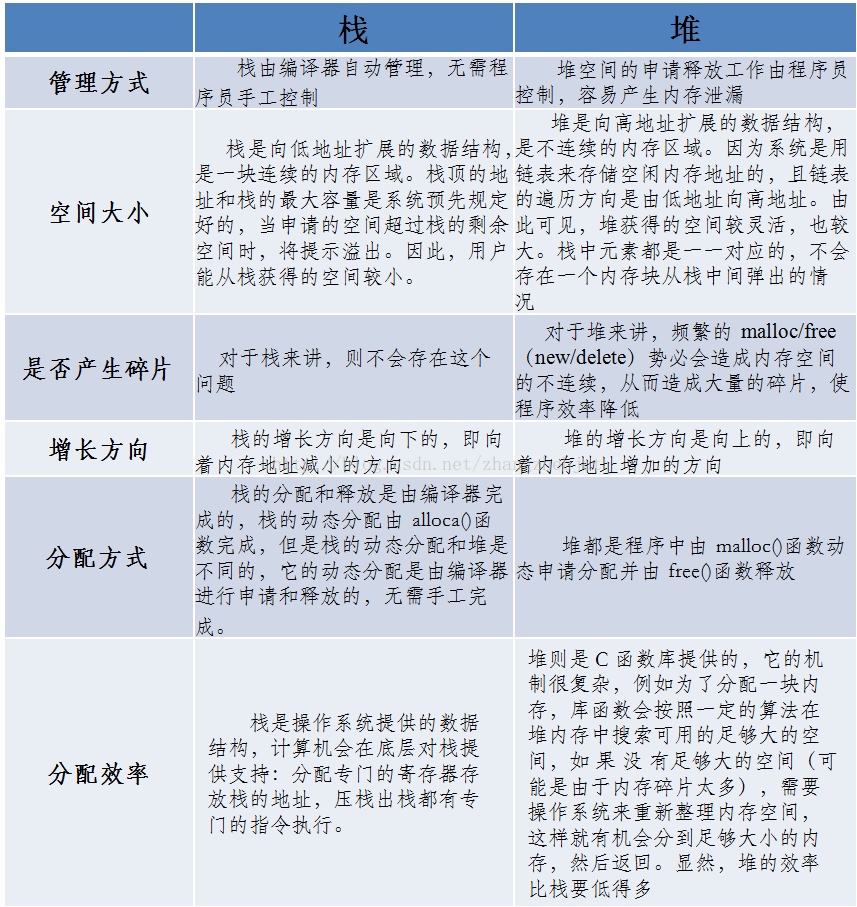 栈
堆
管理方式
栈由编译器自动管理，无需程
序员手工控制
堆空间的申请释放工作由程序员
控制，容易产生内存泄漏
空间大小
栈是向低地址扩展的数据结构，
是一块连续的内存区域。栈顶的地
址和栈的最大容量是系统预先规定
好的，当申请的空间超过栈的剩余
空间时，将提示溢出。因此，用户
能从栈获得的空间较小。
堆是向高地址扩展的数据结构，
是不连续的内存区域。因为系统是用
链表来存储空闲内存地址的，且链表
的遍历方向是由低地址向高地址。由
此可见，堆获得的空间较灵活，也较
大。栈中元素都是一一对应的，不会
存在一个内存块从栈中间弹出的情
况
是否产生碎片
对于栈来讲，则不会存在这个
问题
对于堆来讲，频繁的 malloc/free
（new/delete）势必会造成内存空间
的不连续，从而造成大量的碎片，使
程序效率降低
增长方向
栈的增长方向是向下的，即向
着内存地址减小的方向
堆的增长方向是向上的，即向
着内存地址增加的方向
分配方式
栈的分配和释放是由编译器完
成的，栈的动态分配由 alloca()函
数完成，但是栈的动态分配和堆是
不同的，它的动态分配是由编译器
进行申请和释放的，无需手工完
成。
堆都是程序中由 malloc()函数动
态申请分配并由 free()函数释放
分配效率
栈是操作系统提供的数据
结构，计算机会在底层对栈提
供支持：分配专门的寄存器存
放栈的地址，压栈出栈都有专
门的指令执行。
堆则是 C 函数库提供的，它的机
制很复杂，例如为了分配一块内
存，库函数会按照一定的算法在
堆内存中搜索可用的足够大的空
间，如 果 没 有足够大的空间（可
能是由于内存碎片太多），需要
操作系统来重新整理内存空间，
这样就有机会分到足够大小的内
存，然后返回。显然，堆的效率
比栈要低得多